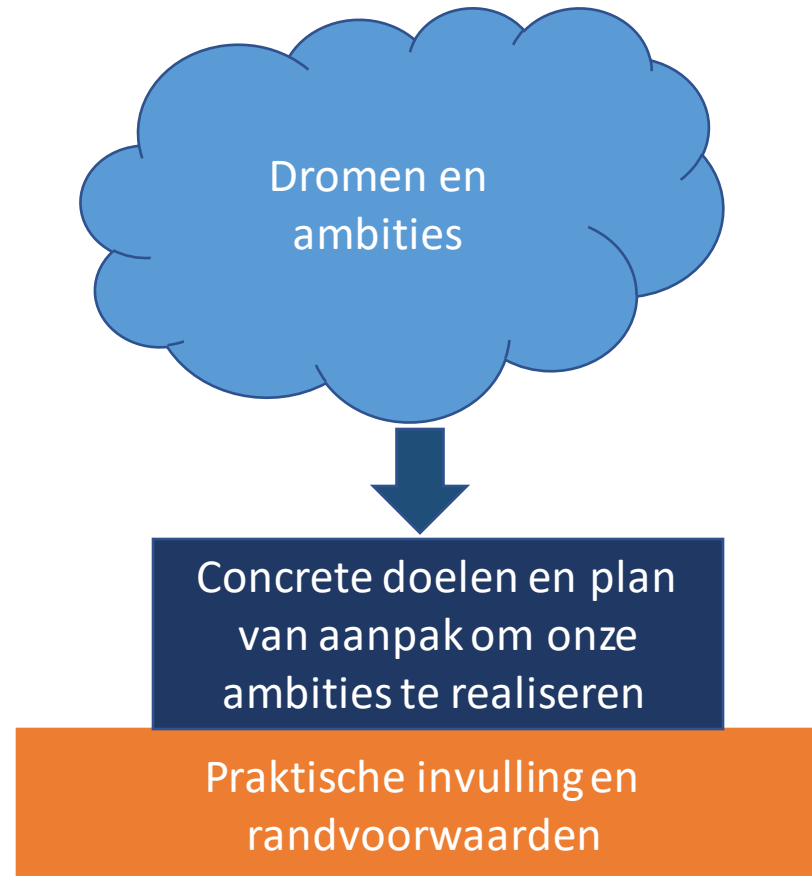 Dromen en
ambities
Concrete doelen en plan
van aanpak om onze
ambities te realiseren
Praktische invulling en
randvoorwaarden